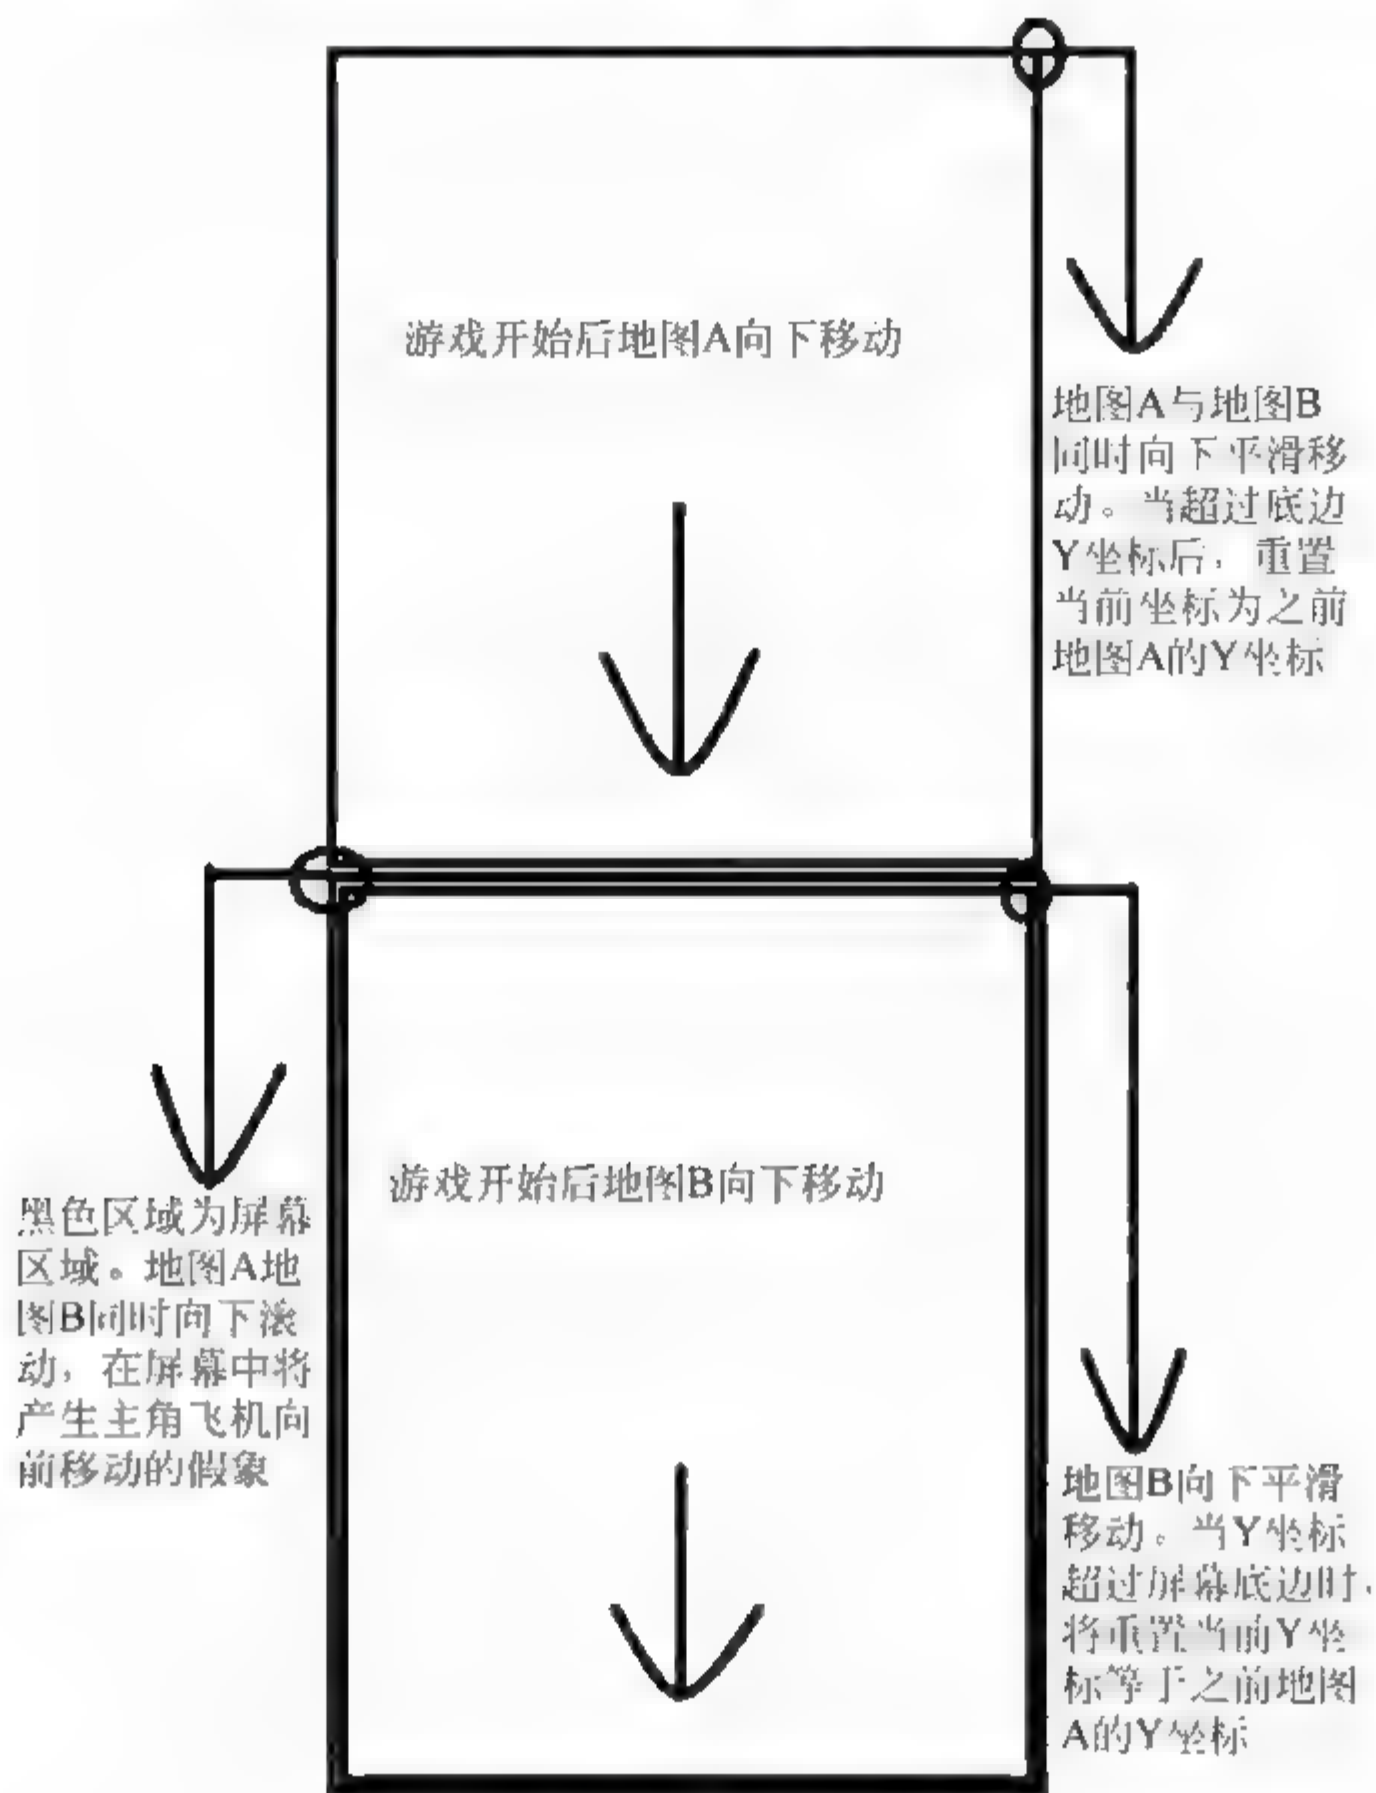 游戏开始后地图A向下移动
地图A与地图B
同时向下平滑移
动。当超过底边
Y坐标后，重置
当前坐标为之前
地图A的Y坐标
游戏开始后地图B向下移动
黑色区域为屏幕
区域。地图A地
图B同时向下滚
动，在屏幕中将
产生主角飞机向
前移动的假象
地图B向下平滑
移动。当Y坐标
超过屏幕底边时，
将重置当前Y坐
标等于之前地图
A的Y坐标